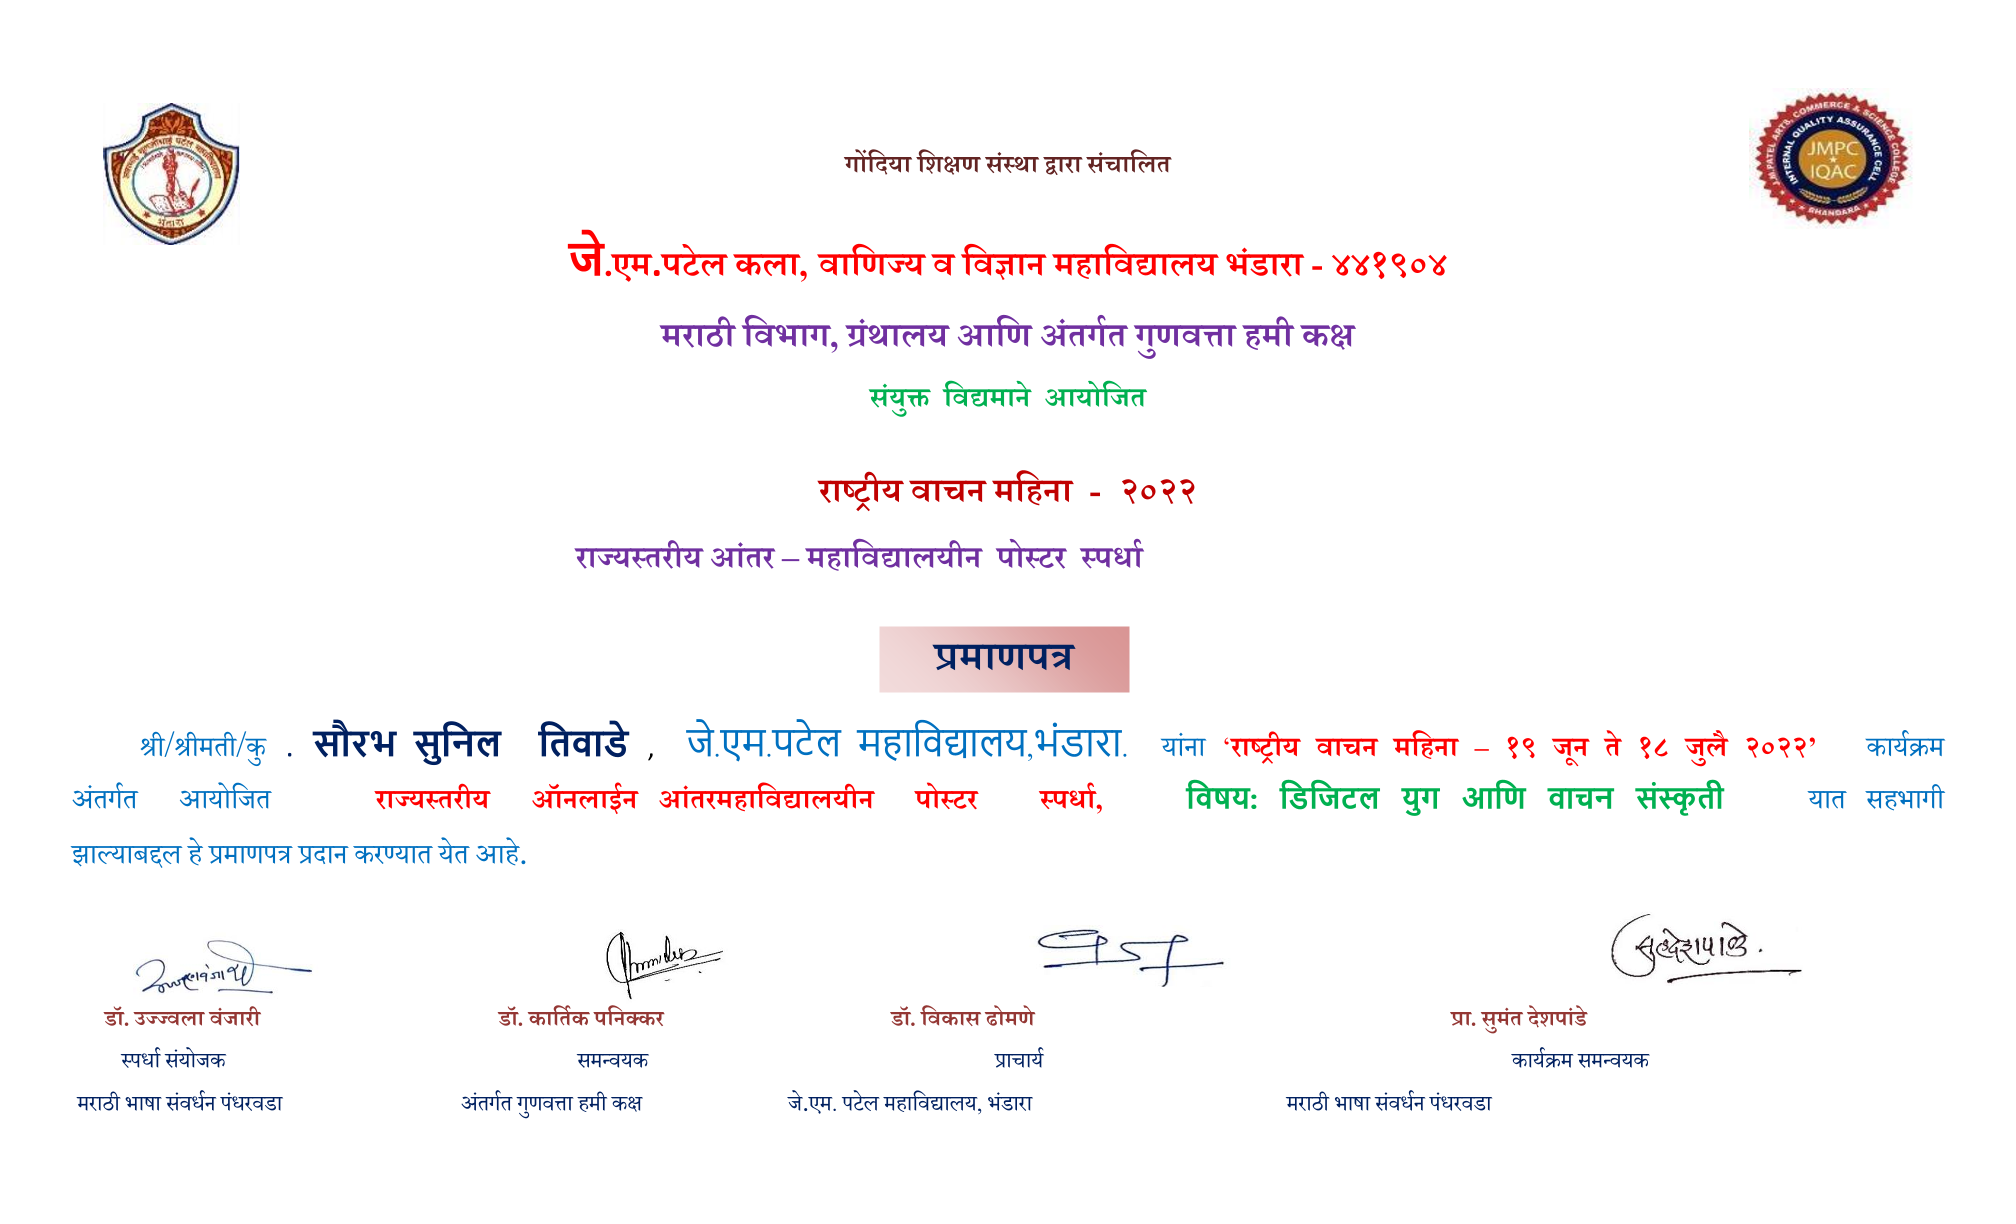 गोंदिया शिक्षण संस्था द्वारा संचालित
जे.एम.पटेल कला, वाणिज्य व विज्ञान महाविद्यालय भंडारा - ४४१९०४
मराठी विभाग, ग्रंथालय आणि अंतर्गत गुणवत्ता हमी कक्ष
संयुक्त विद्यमाने आयोजित
राष्ट्रीय वाचन महिना - २०२२
राज्यस्तरीय आंतर – महाविद्यालयीन पोस्टर स्पर्धा
प्रमाणपत्र
श्री/श्रीमती/कु . सौरभ सुनिल तिवाडे , जे.एम.पटेल महाविद्यालय,भंडारा. यांना ‘राष्ट्रीय वाचन महिना – १९ जून ते १८ जुलै २०२२’ कार्यक्रम
अंतर्गत आयोजित राज्यस्तरीय ऑनलाईन आंतरमहाविद्यालयीन पोस्टर स्पर्धा, विषय: डिजिटल युग आणि वाचन संस्कृती यात सहभागी
झाल्याबद्दल हे प्रमाणपत्र प्रदान करण्यात येत आहे.
डॉ. उज्ज्वला वंजारी डॉ. कार्तिक पनिक्कर डॉ. विकास ढोमणे प्रा. सुमंत देशपांडे
स्पर्धा संयोजक समन्वयक प्राचार्य कार्यक्रम समन्वयक
मराठी भाषा संवर्धन पंधरवडा अंतर्गत गुणवत्ता हमी कक्ष जे.एम. पटेल महाविद्यालय, भंडारा मराठी भाषा संवर्धन पंधरवडा
भंडारा
J.M.PATEL ARTS, COMMERCE & SCIENCE COLLEGE
BHANDARA
INTERNAL QUALITY ASSURANCE CELL
JMPC
IQAC